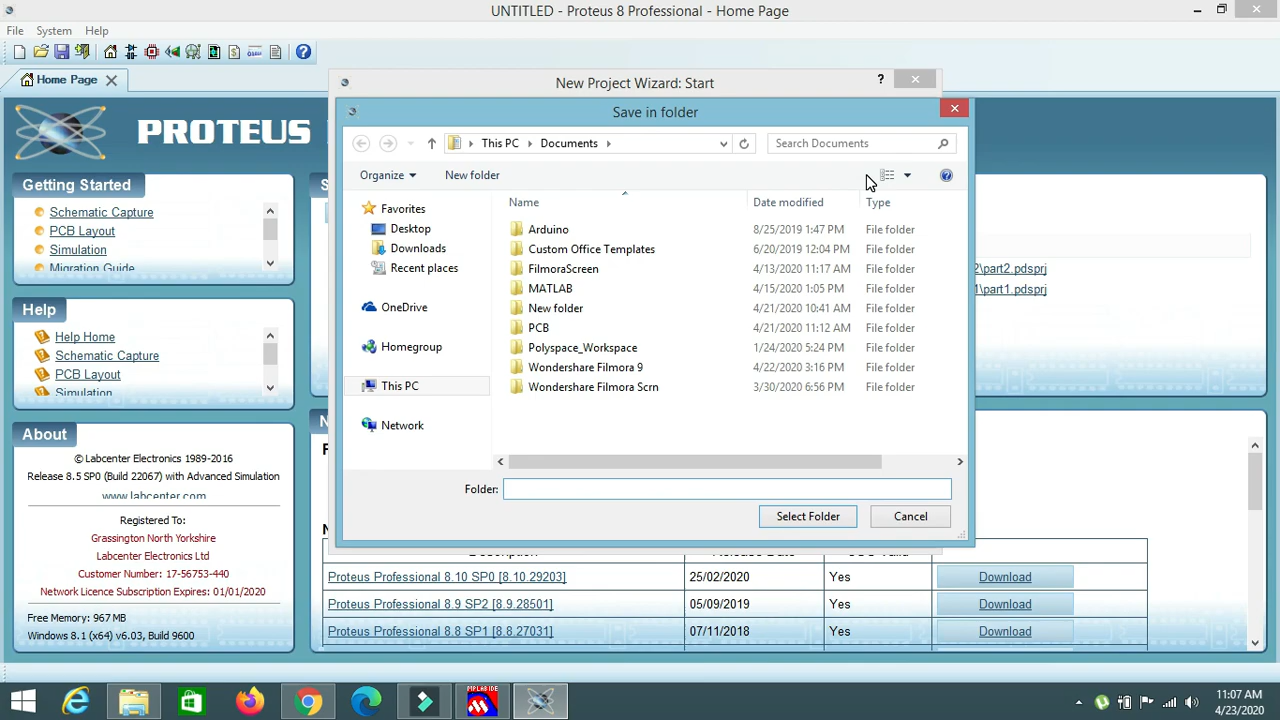 UNTITLED - Proteus 8 Professional - Home Page
File System Help
Home Page
New Project Wizard: Start
Save in folder
This PC Documents
Search Documents
Organize New folder
PROTEUS
Getting Started
Schematic Capture
PCB Layout
Simulation
Migration Guide
Help
Help Home
Schematic Capture
PCB Layout
Simulation
About
© Labcenter Electronics 1989-2016
Release 8.5 SP0 (Build 22067) with Advanced Simulation
www.labcenter.com
Registered To:
Grassington North Yorkshire
Labcenter Electronics Ltd
Customer Number: 17-56753-440
Network Licence Subscription Expires: 01/01/2020
Free Memory: 967 MB
Windows 8.1 (x64) v6.03, Build 9600
Favorites
Desktop
Downloads
Recent places
OneDrive
Homegroup
This PC
Network
Name Date modified Type
Arduino 8/25/2019 1:47 PM File folder
Custom Office Templates 6/20/2019 12:04 PM File folder
FilmoraScreen 4/13/2020 11:17 AM File folder
MATLAB 4/15/2020 1:05 PM File folder
New folder 4/21/2020 10:41 AM File folder
PCB 4/21/2020 11:12 AM File folder
Polyspace_Workspace 1/24/2020 5:24 PM File folder
Wondershare Filmora 9 4/22/2020 3:16 PM File folder
Wondershare Filmora Scrn 3/30/2020 6:56 PM File folder
Folder:
Select Folder Cancel
2\part2.pdsprj
1\part1.pdsprj
Proteus Professional 8.10 SP0 [8.10.29203] 25/02/2020 Yes Download
Proteus Professional 8.9 SP2 [8.9.28501] 05/09/2019 Yes Download
Proteus Professional 8.8 SP1 [8.8.27031] 07/11/2018 Yes Download
MPLAB IDE
11:07 AM
4/23/2020